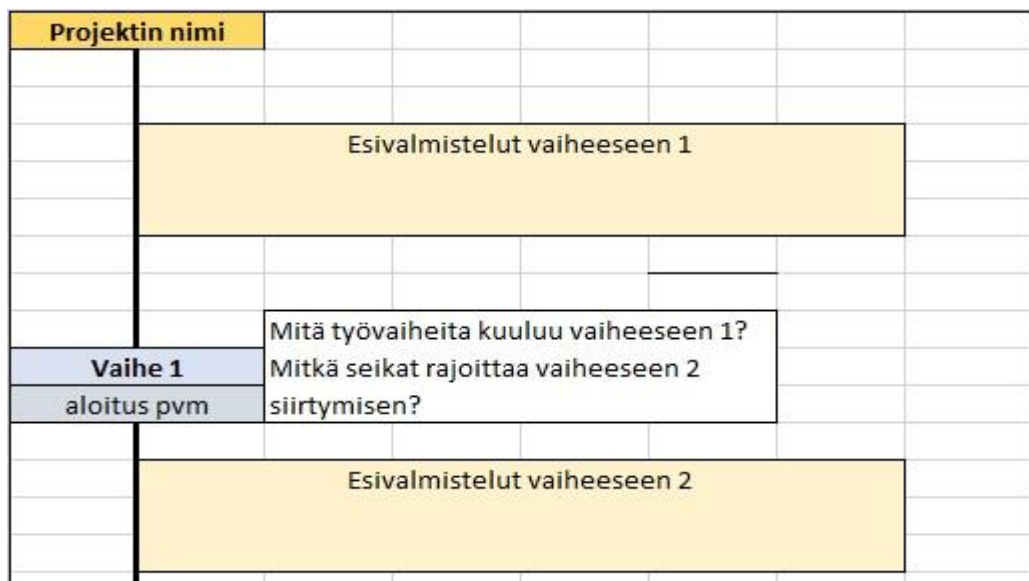 Projektin nimi
Esivalmistelut vaiheeseen 1
Mitä työvaiheita kuuluu vaiheeseen 1?
Vaihe 1
Mitkä seikat rajoittaa vaiheeseen 2
aloitus pvm
siirtymisen?
Esivalmistelut vaiheeseen 2